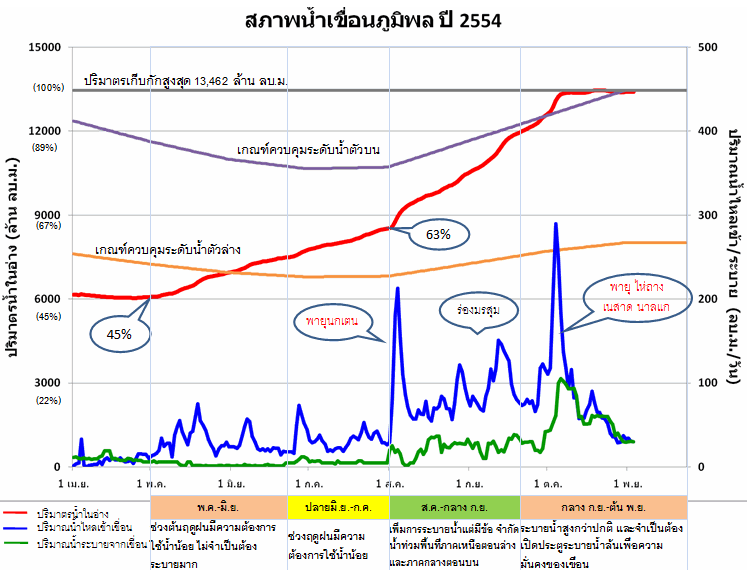 สภาพน้ำเขื่อนภูมิพล ปี 2554
15000
500
ปริมาตรเก็บกักสูงสุด 13,462 ล้าน ลบ.ม.
(100%)
12000
400
(89%)
เกณฑ์ควบคุมระดับน้ำตัวบน
9000
300
(67%)
63%
เกณฑ์ควบคุมระดับน้ำตัวล่าง
6000
200
(45%)
45%
พายุนกเตน
ร่องมรสุม
พายุ ไห่ถาง
เนสาด นาลแก
3000
100
(22%)
0
0
ปริมาตรน้ำในอ่าง (ล้าน ลบ.ม.)
ปริมาณน้ำไหลเข้า/ระบาย (ลบ.ม./วัน)
1 เม.ย.
1 พ.ค.
1 มิ.ย.
1 ก.ค.
1 ส.ค.
1 ก.ย.
1 ต.ค.
1 พ.ย.
พ.ค.-มิ.ย.
ปลายมิ.ย.-ก.ค.
ส.ค.-กลาง ก.ย.
กลาง ก.ย.-ต้น พ.ย.
ปริมาตรน้ำในอ่าง
ปริมาณน้ำไหลเข้าเขื่อน
ปริมาณน้ำระบายจากเขื่อน
ช่วงต้นฤดูฝนมีความต้องการ
ใช้น้ำน้อย ไม่จำเป็นต้อง
ระบายมาก
ช่วงฤดูฝนมีความ
ต้องการใช้น้ำน้อย
เพิ่มการระบายน้ำแต่มีข้อ จำกัด
น้ำท่วมพื้นที่ภาคเหนือตอนล่าง
และภาคกลางตอนบน
ระบายน้ำสูงกว่าปกติ และจำเป็นต้อง
เปิดประตูระบายน้ำล้นเพื่อความ
มั่นคงของเขื่อน